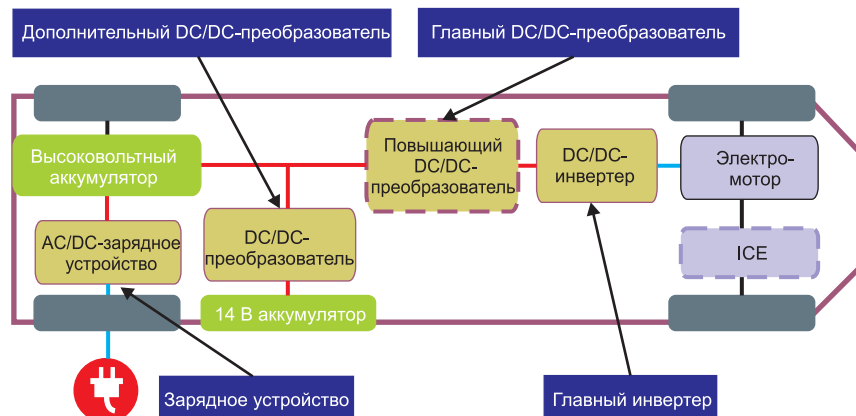 Дополнительный DC/DC-преобразователь
Главный DC/DC-преобразователь
Высоковольтный
аккумулятор
Повышающий
DC/DC-
преобразователь
DC/DC-
инвертер
Электро-
мотор
AC/DC-зарядное
устройство
DC/DC-
преобразователь
ICE
14 В аккумулятор
Зарядное устройство
Главный инвертер